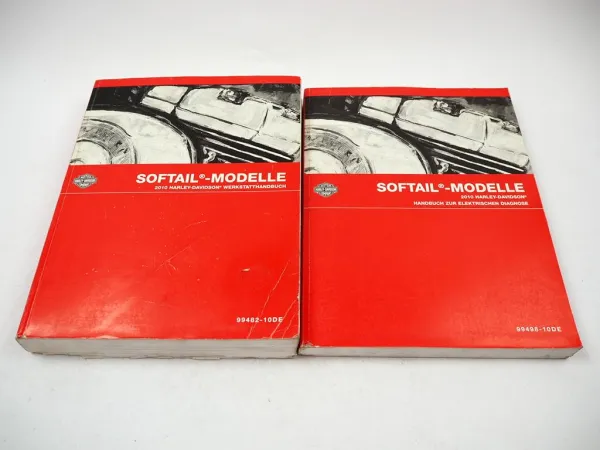 SOFTAIL®-MODELLE
2010 HARLEY-DAVIDSON® WERKSTATTHANDBUCH
99482-10DE
SOFTAIL®-MODELLE
2010 HARLEY-DAVIDSON®
HANDBUCH ZUR ELEKTRISCHEN DIAGNOSE
99498-10DE